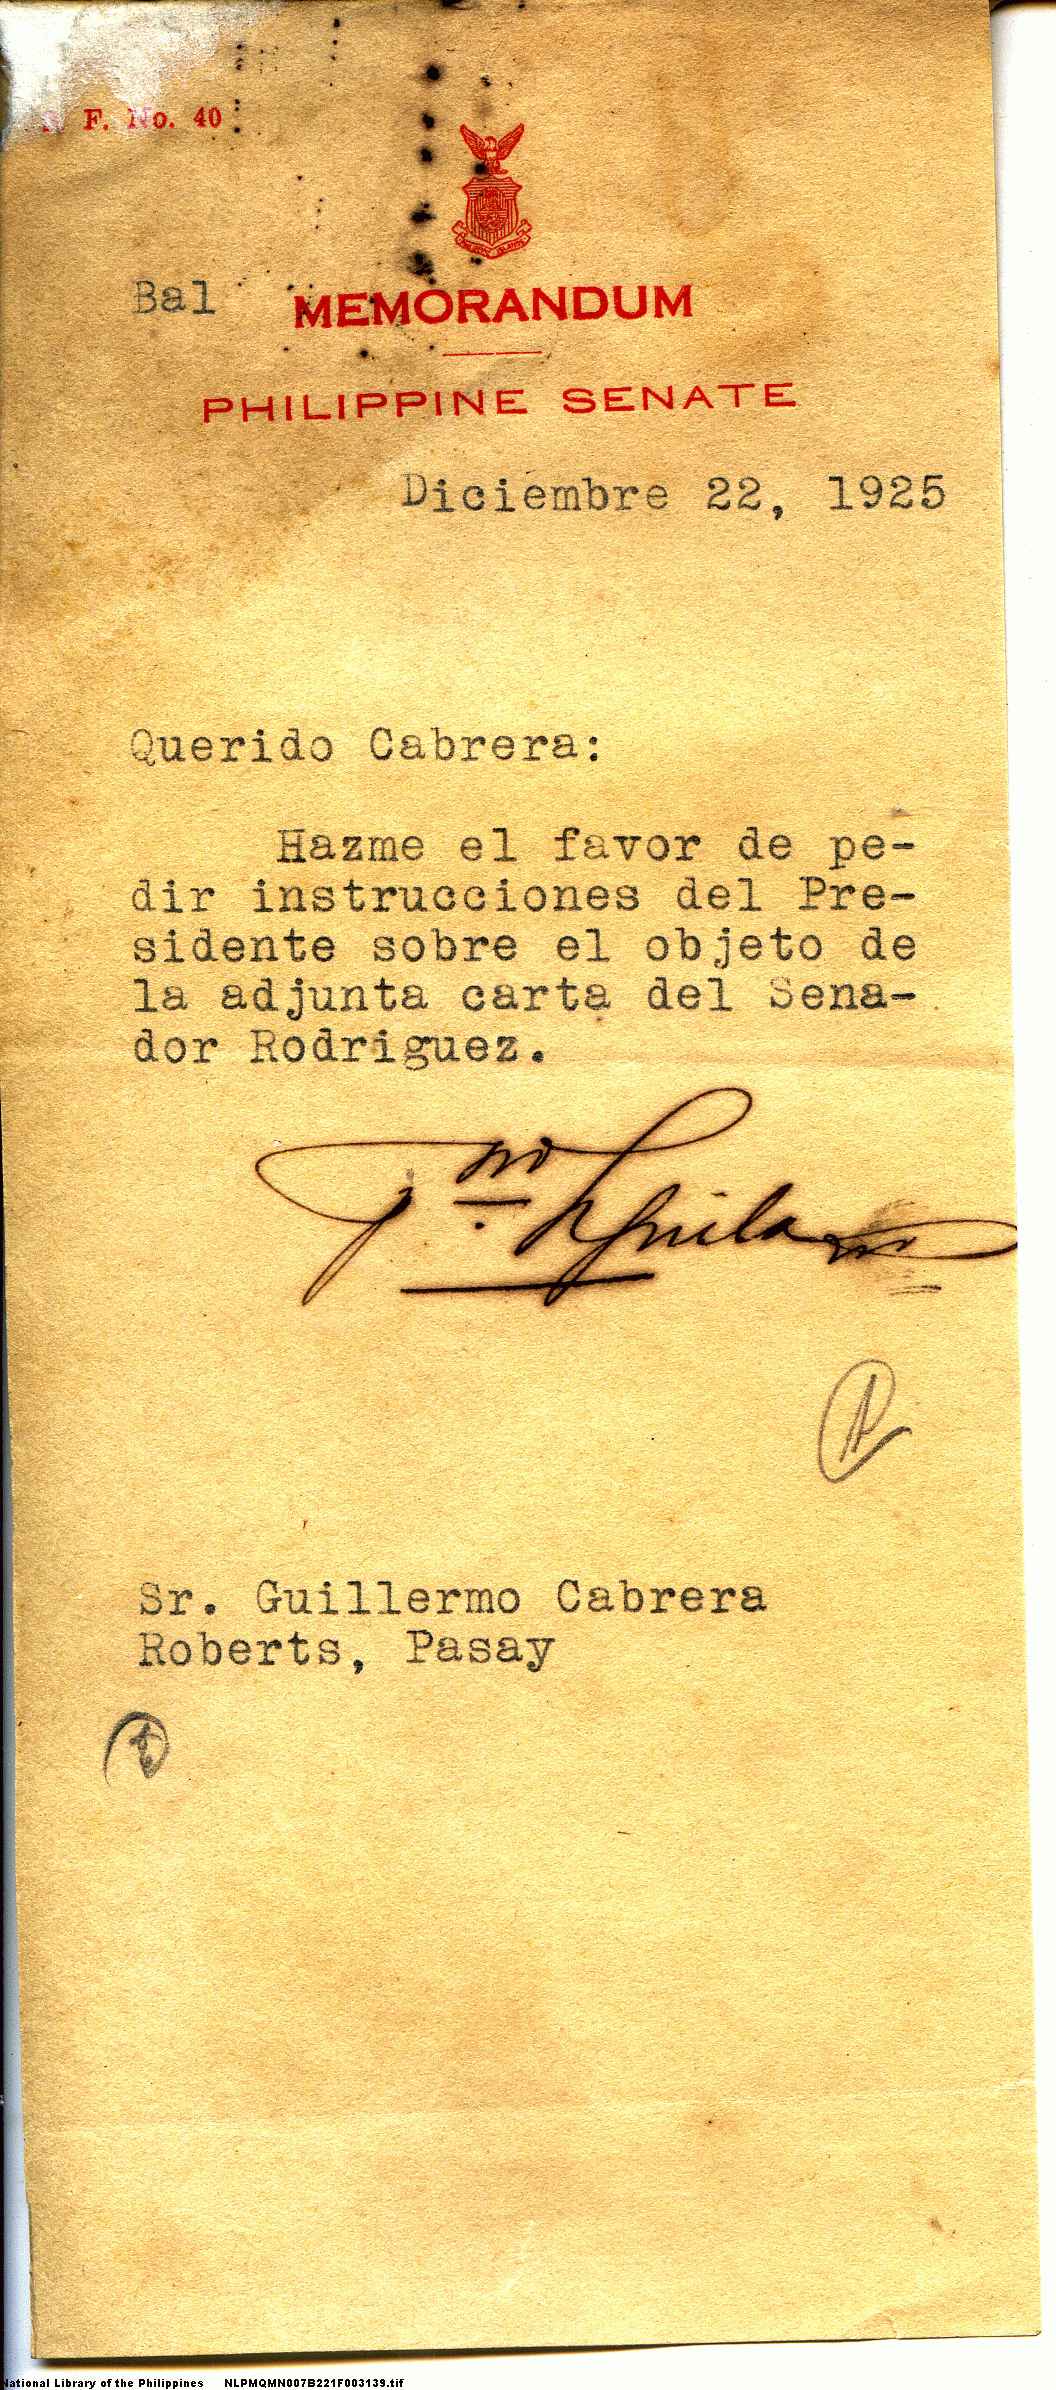 F. No. 40
Bal
MEMORANDUM
PHILIPPINE SENATE
Diciembre 22, 1925
Querido Cabrera:
Hazme el favor de pe-
dir instrucciones del Pre-
sidente sobre el objeto de
la adjunta carta del Sena-
dor Rodriguez.
Sr. Guillermo Cabrera
Roberts, Pasay
National Library of the Philippines NLPMQMN007B221F003139.tif